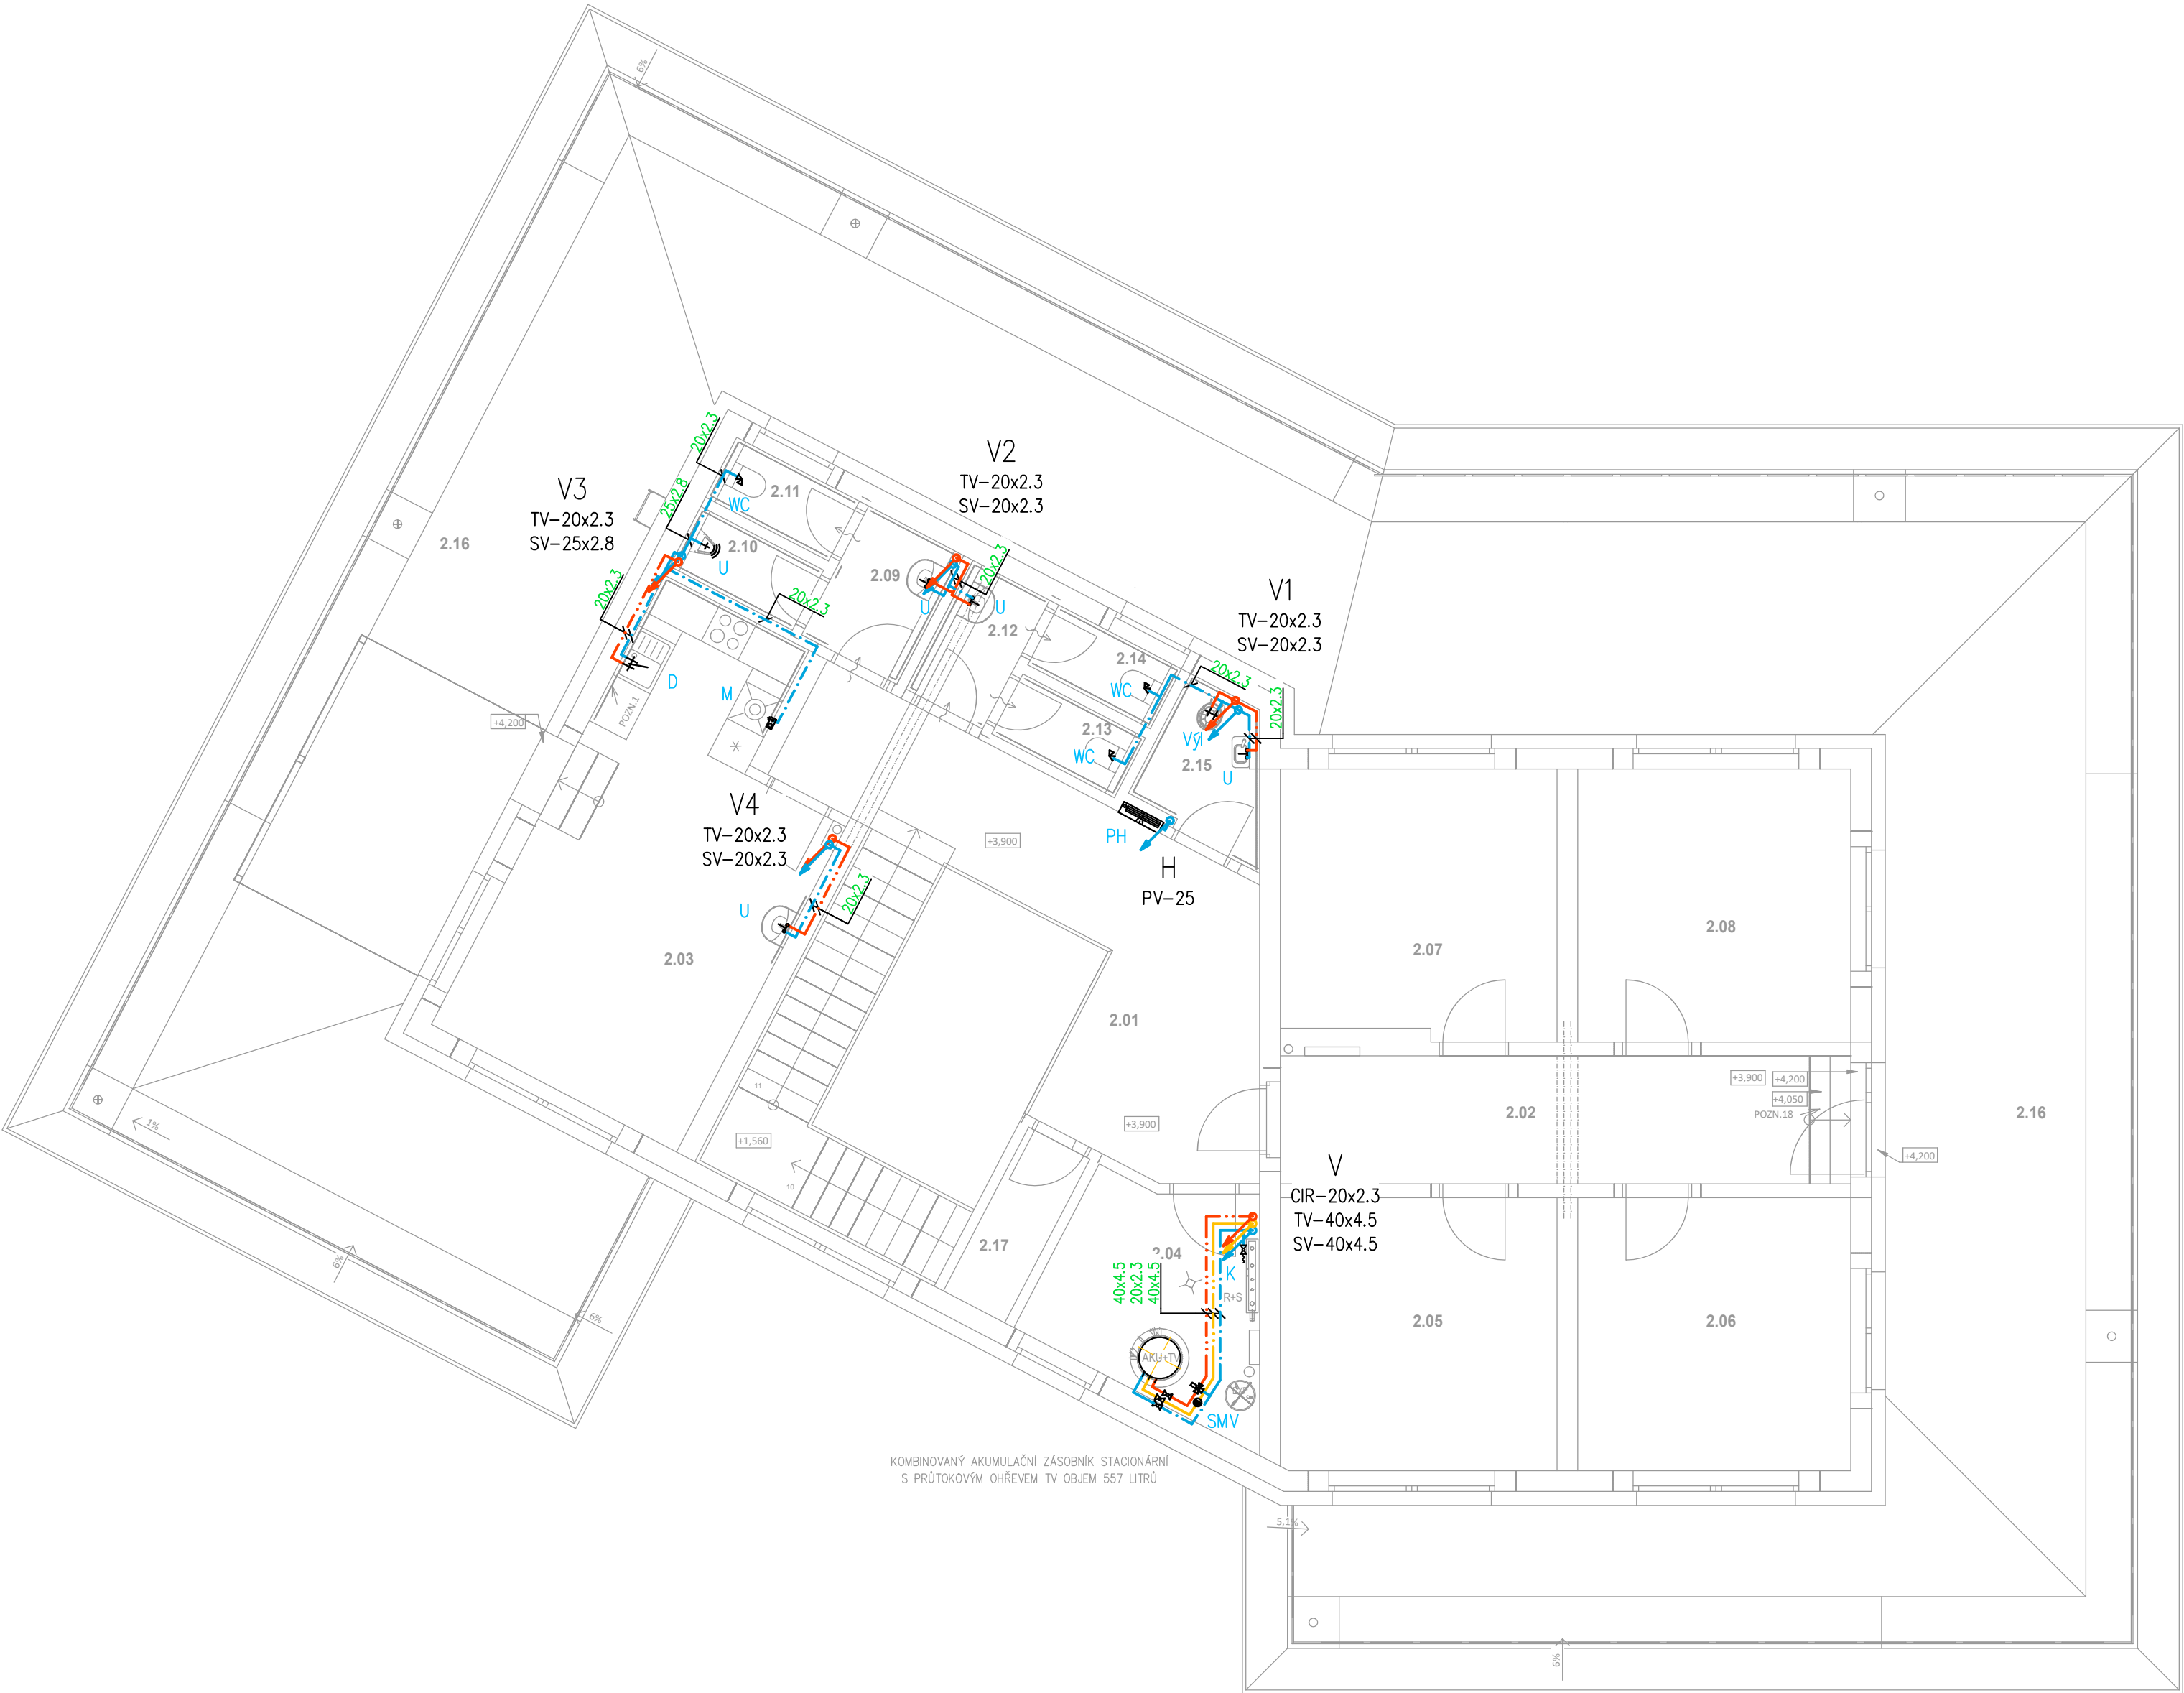 6%
V2
TV-20x2.3
SV-20x2.3
V3
TV-20x2.3
SV-25x2.8
20x2.3
25x2.8
WC
2.11
2.10
U
2.16
2.09
U
20x2.3
U
2.12
20x2.3
20x2.3
V1
TV-20x2.3
SV-20x2.3
20x2.3
20x2.3
2.14
WC
2.13
WC
Výl
2.15
U
D
M
POZN.1
+4,200
V4
TV-20x2.3
SV-20x2.3
20x2.3
U
+3,900
PH
H
PV-25
2.03
2.07
2.08
2.01
11
+1,560
10
1%
6%
6%
+3,900
2.02
+3,900
+4,200
+4,050
POZN.18
+4,200
2.16
V
CIR-20x2.3
TV-40x4.5
SV-40x4.5
2.17
2.04
40x4.5
20x2.3
40x4.5
K
R+S
AKU+TV
SMV
2.05
2.06
KOMBINOVANÝ AKUMULAČNÍ ZÁSOBNÍK STACIONÁRNÍ
S PRŮTOKOVÝM OHŘEVEM TV OBJEM 557 LITRŮ
5,1%
6%